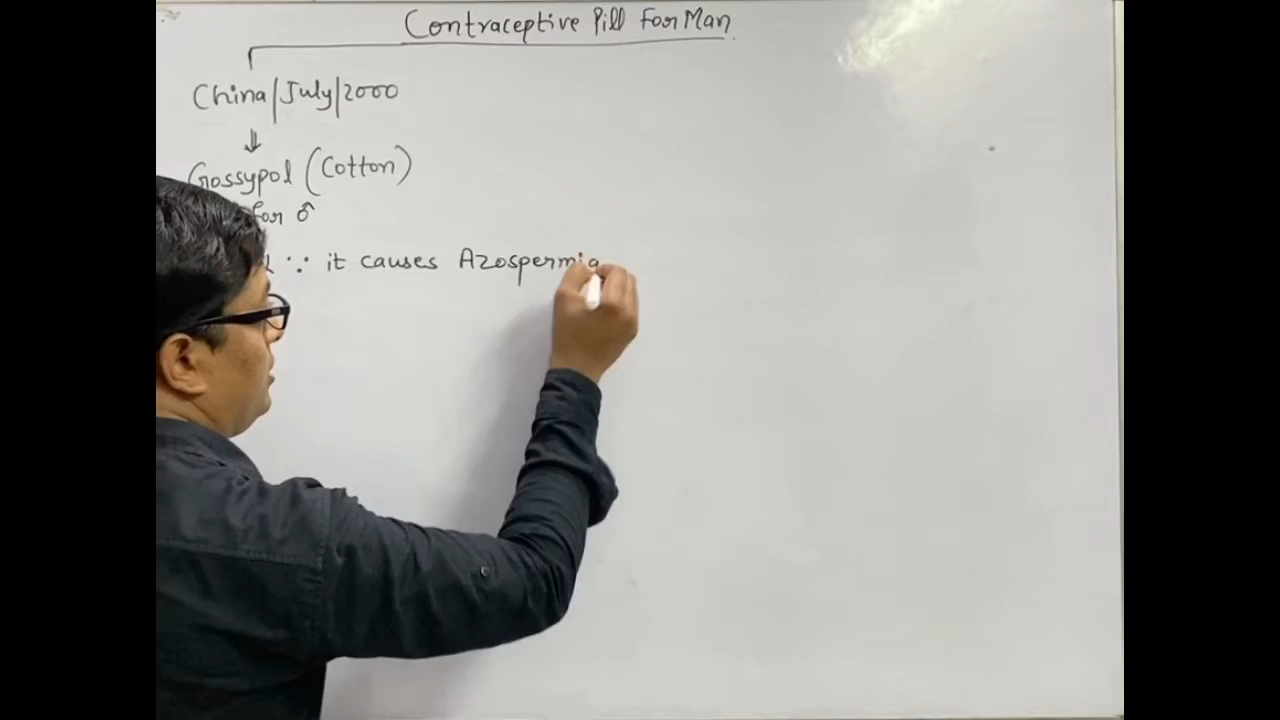 Contraceptive Pill For Man
China/July/2000
⇓
Gossypol (Cotton)
for ♂
∵ it causes Azospermia